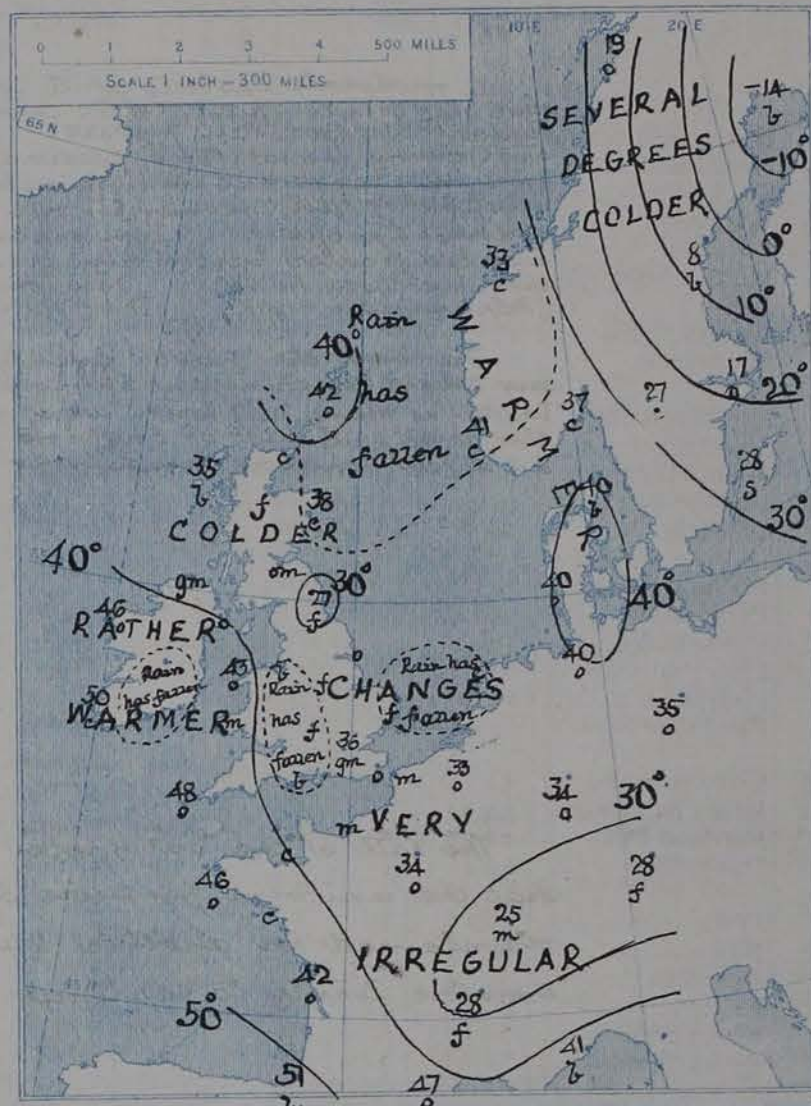 0 1 2 3 4 500 MILES
SCALE 1 INCH – 300 MILES
10°E
20°E
65 N
19
SEVERAL
-14
b
-10°
DEGREES
COLDER
0°
8
b
10°
33
c
Rain
40°
WARM
42
has
17
20°
27
37
c
41
c
fallen
c
35
b
28
s
30°
f
38
c
40
b
COLDER
40°
gm
om
30°
27
f
40
40°
46
RATHER
40
Rain
has fallen
43
b
Rain
f
CHANGES
Rain has
f fallen
50
WARMER
m
has
f
35
fallen
b
36
gm
m
33
48
34
30°
m VERY
c
34
28
f
46
c
25
m
IRREGULAR
45 N
42
50°
28
f
51
41
b
47